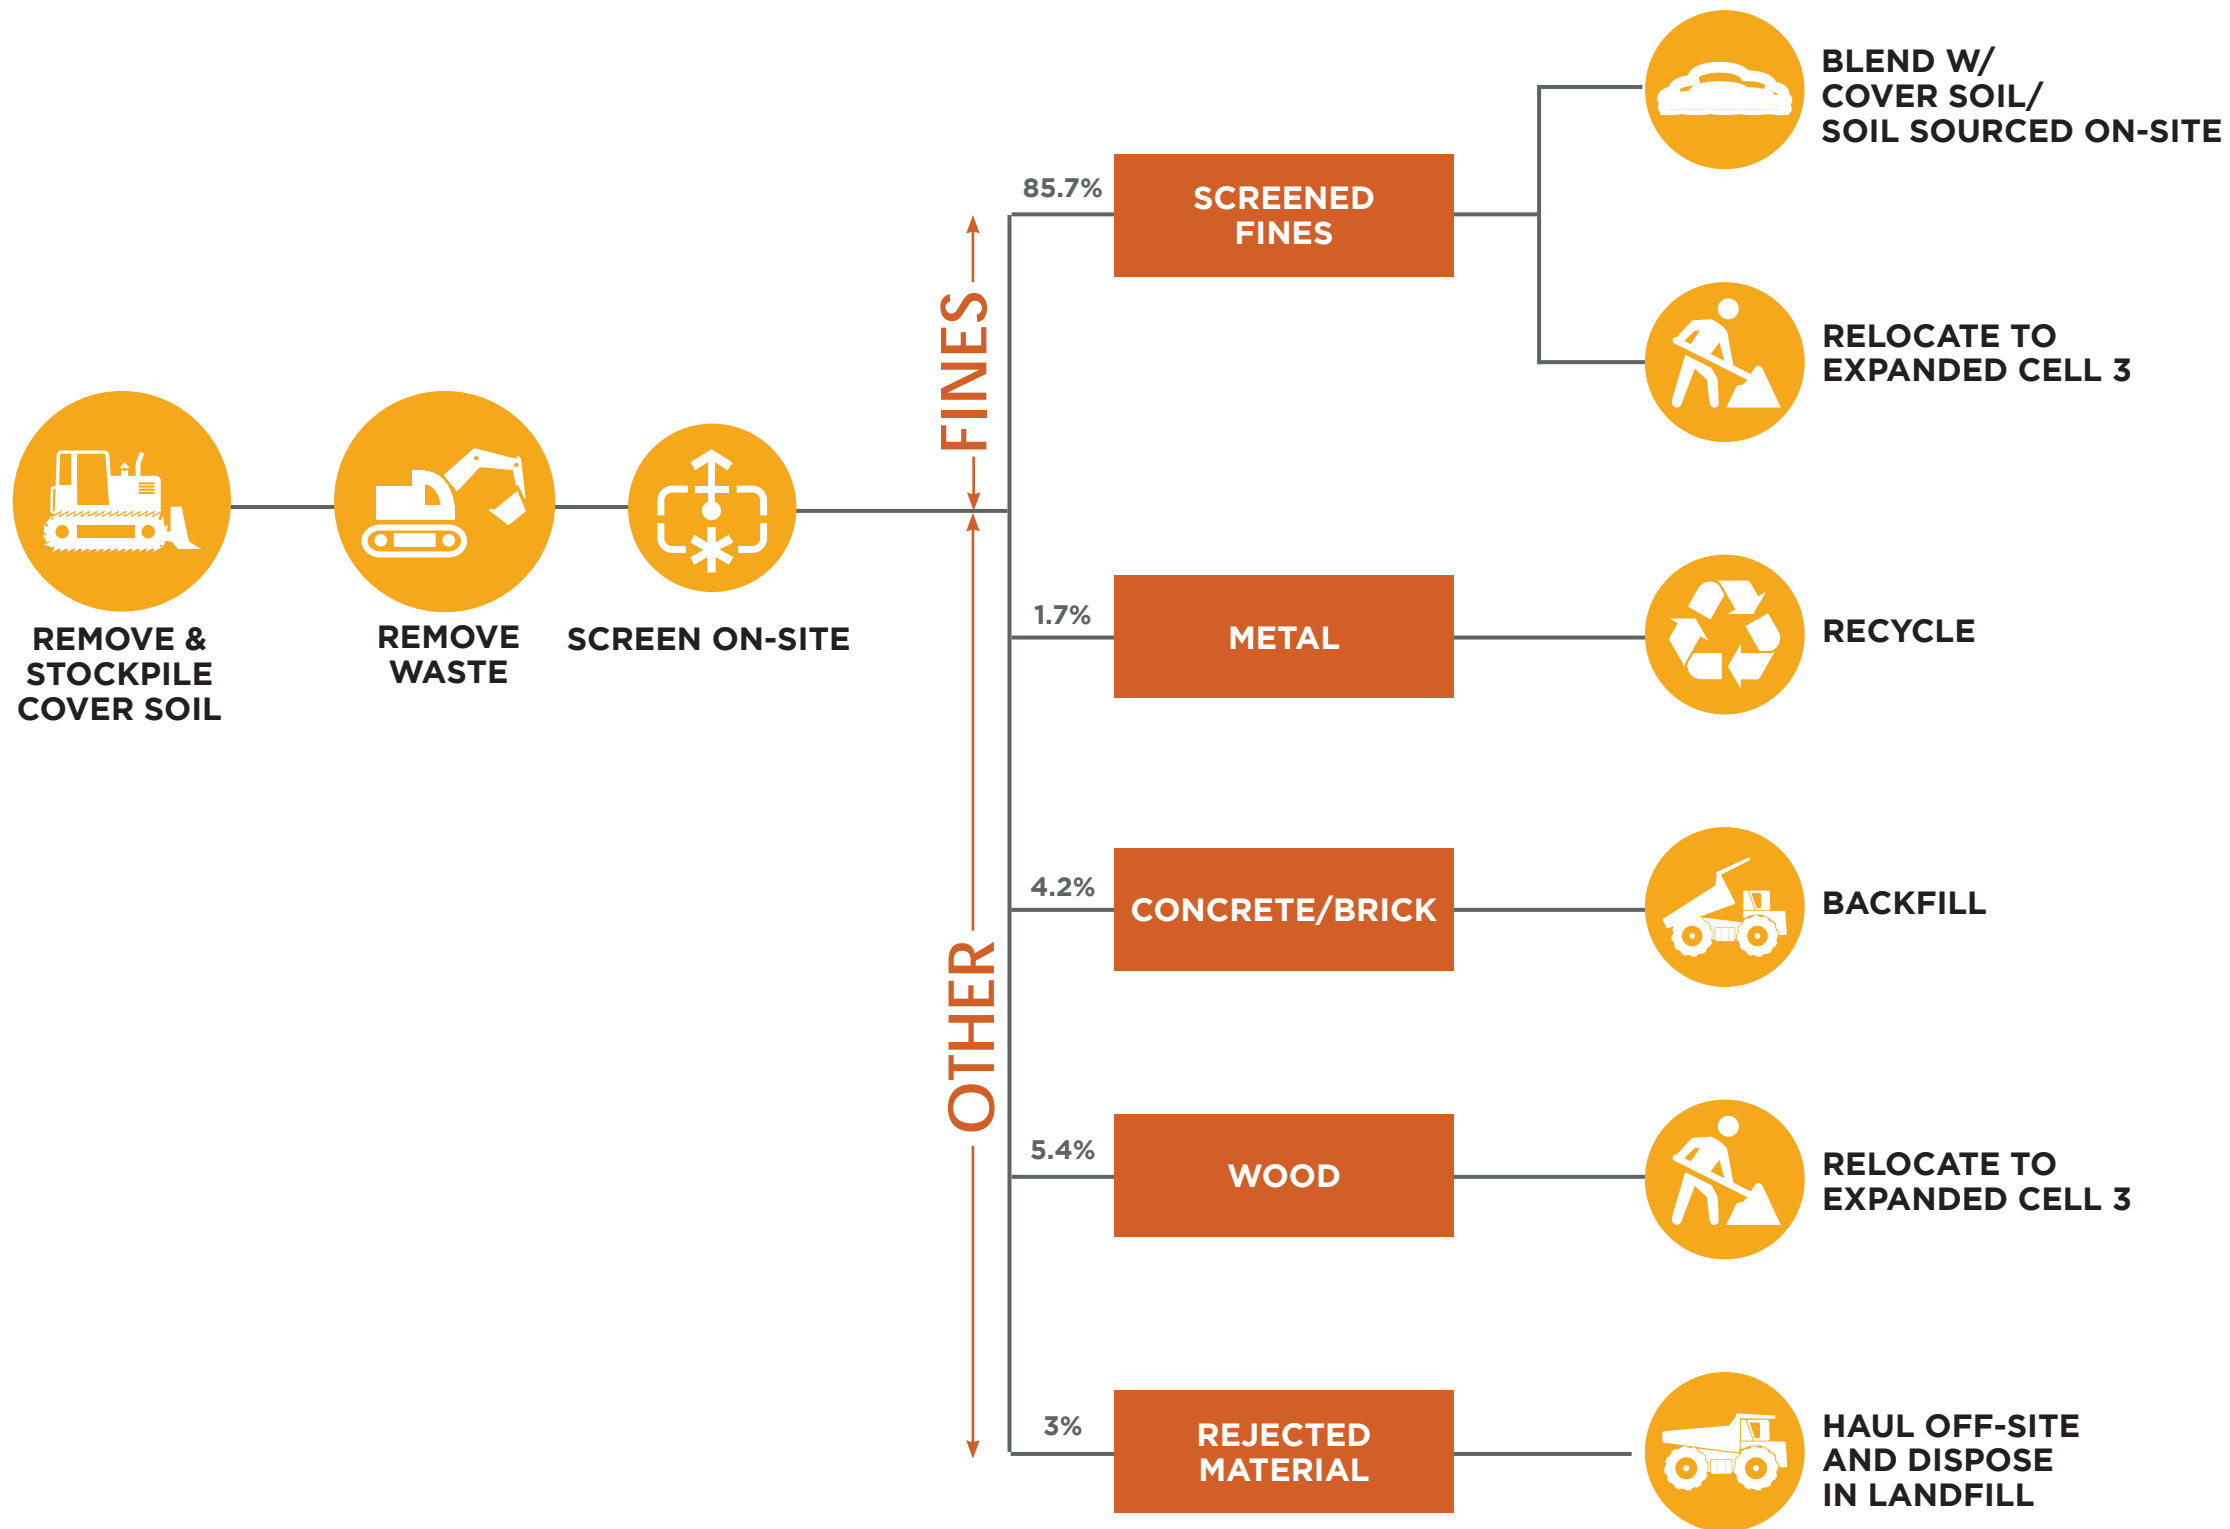 REMOVE &
STOCKPILE
COVER SOIL
REMOVE
WASTE
SCREEN ON-SITE
FINES
OTHER
85.7%
SCREENED
FINES
BLEND W/
COVER SOIL/
SOIL SOURCED ON-SITE
RELOCATE TO
EXPANDED CELL 3
1.7%
METAL
RECYCLE
4.2%
CONCRETE/BRICK
BACKFILL
5.4%
WOOD
RELOCATE TO
EXPANDED CELL 3
3%
REJECTED
MATERIAL
HAUL OFF-SITE
AND DISPOSE
IN LANDFILL